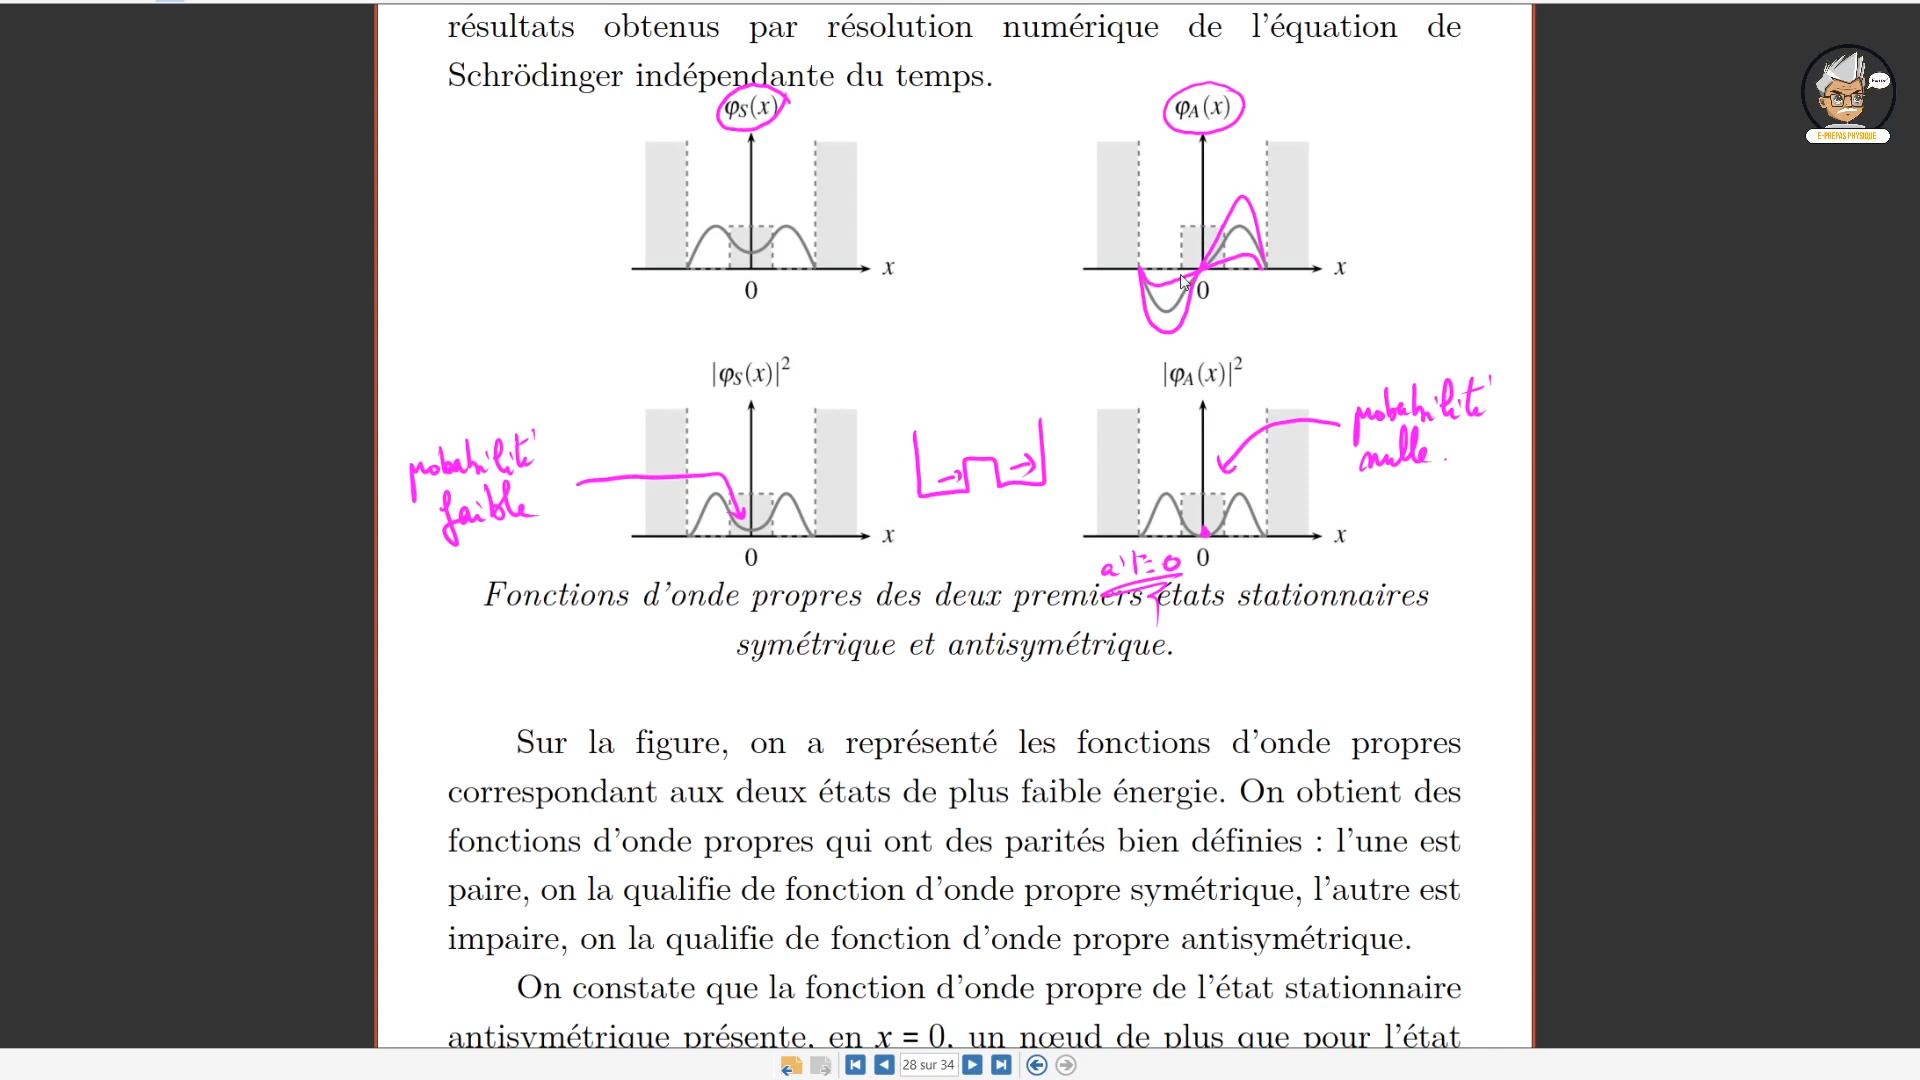 résultats obtenus par résolution numérique de l'équation de
Schrödinger indépendante du temps.
φS(x)
φA(x)
E-PREPAS PHYSIQUE
x
x
0
0
|φS(x)|²
|φA(x)|²
probabilité
faible
probabilité
nulle.
x
x
0
0
Fonctions d'onde propres des deux premiers états stationnaires
symétrique et antisymétrique.
Sur la figure, on a représenté les fonctions d'onde propres
correspondant aux deux états de plus faible énergie. On obtient des
fonctions d'onde propres qui ont des parités bien définies : l'une est
paire, on la qualifie de fonction d'onde propre symétrique, l'autre est
impaire, on la qualifie de fonction d'onde propre antisymétrique.
On constate que la fonction d'onde propre de l'état stationnaire
antisymétrique présente, en x = 0, un nœud de plus que pour l'état
28 sur 34